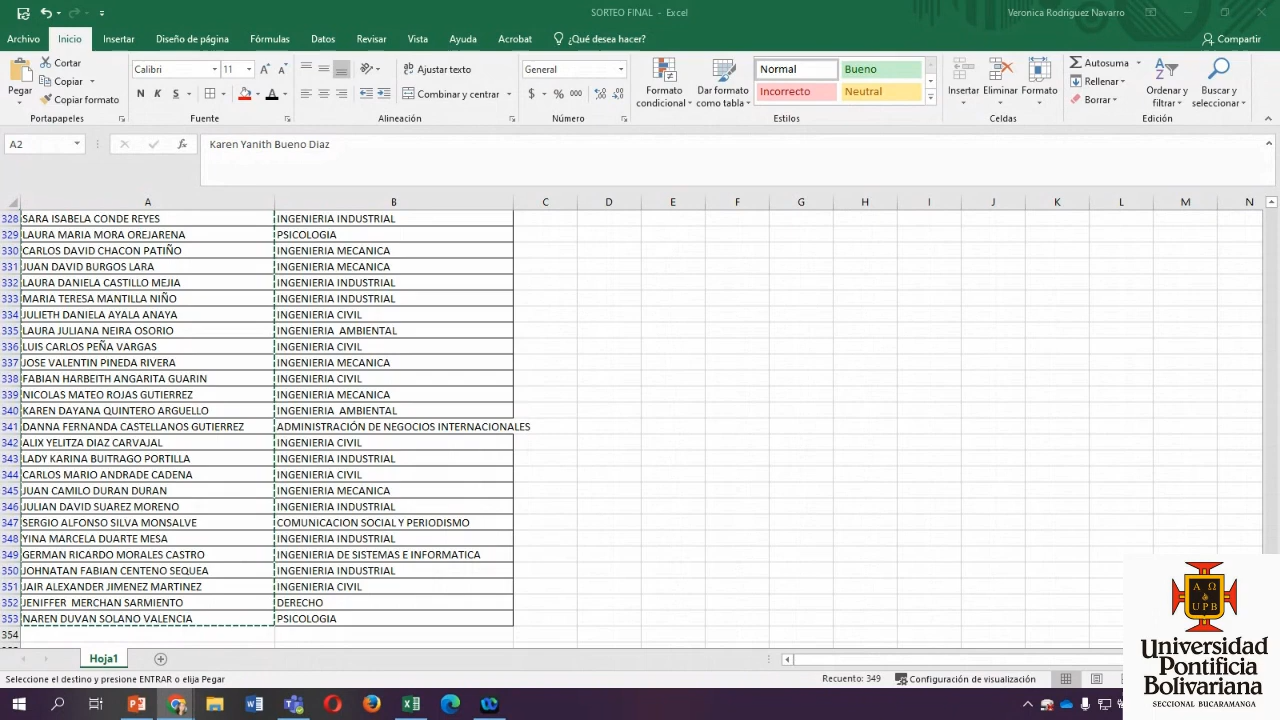 SORTEO FINAL - Excel
Veronica Rodriguez Navarro
Archivo Inicio Insertar Diseño de página Fórmulas Datos Revisar Vista Ayuda Acrobat ¿Qué desea hacer? Compartir
Pegar
Cortar
Copiar
Copiar formato
Portapapeles
Calibri 11
N K S
Fuente
Ajustar texto
Combinar y centrar
Alineación
General
$ % 000
Número
Formato condicional
Dar formato como tabla
Normal Bueno
Incorrecto Neutral
Estilos
Insertar Eliminar Formato
Celdas
Autosuma
Rellenar
Borrar
Ordenar y filtrar
Buscar y seleccionar
Edición
A2 fx Karen Yanith Bueno Diaz
A B C D E F G H I J K L M N
328 SARA ISABELA CONDE REYES INGENIERIA INDUSTRIAL
329 LAURA MARIA MORA OREJARENA PSICOLOGIA
330 CARLOS DAVID CHACON PATIÑO INGENIERIA MECANICA
331 JUAN DAVID BURGOS LARA INGENIERIA MECANICA
332 LAURA DANIELA CASTILLO MEJIA INGENIERIA INDUSTRIAL
333 MARIA TERESA MANTILLA NIÑO INGENIERIA INDUSTRIAL
334 JULIETH DANIELA AYALA ANAYA INGENIERIA CIVIL
335 LAURA JULIANA NEIRA OSORIO INGENIERIA  AMBIENTAL
336 LUIS CARLOS PEÑA VARGAS INGENIERIA CIVIL
337 JOSE VALENTIN PINEDA RIVERA INGENIERIA MECANICA
338 FABIAN HARBEITH ANGARITA GUARIN INGENIERIA CIVIL
339 NICOLAS MATEO ROJAS GUTIERREZ INGENIERIA MECANICA
340 KAREN DAYANA QUINTERO ARGUELLO INGENIERIA  AMBIENTAL
341 DANNA FERNANDA CASTELLANOS GUTIERREZ ADMINISTRACIÓN DE NEGOCIOS INTERNACIONALES
342 ALIX YELITZA DIAZ CARVAJAL INGENIERIA CIVIL
343 LADY KARINA BUITRAGO PORTILLA INGENIERIA INDUSTRIAL
344 CARLOS MARIO ANDRADE CADENA INGENIERIA CIVIL
345 JUAN CAMILO DURAN DURAN INGENIERIA MECANICA
346 JULIAN DAVID SUAREZ MORENO INGENIERIA INDUSTRIAL
347 SERGIO ALFONSO SILVA MONSALVE COMUNICACION SOCIAL Y PERIODISMO
348 YINA MARCELA DUARTE MESA INGENIERIA INDUSTRIAL
349 GERMAN RICARDO MORALES CASTRO INGENIERIA DE SISTEMAS E INFORMATICA
350 JOHNATAN FABIAN CENTENO SEQUEA INGENIERIA INDUSTRIAL
351 JAIR ALEXANDER JIMENEZ MARTINEZ INGENIERIA CIVIL
352 JENIFFER  MERCHAN SARMIENTO DERECHO
353 NAREN DUVAN SOLANO VALENCIA PSICOLOGIA
354
Hoja1
Seleccione el destino y presione ENTRAR o elija Pegar
Recuento: 349
Configuración de visualización
Α Ω
U P B
Universidad
Pontificia
Bolivariana
SECCIONAL BUCARAMANGA